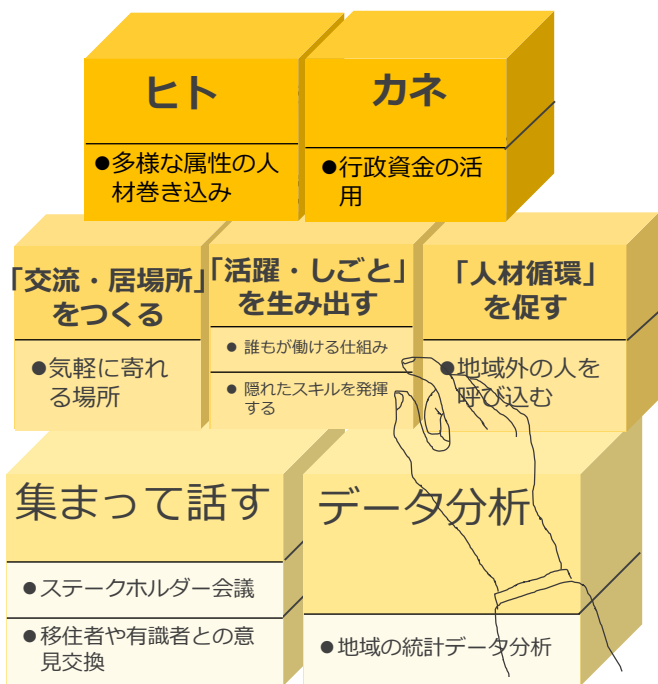 ヒト
●多様な属性の人
材巻き込み
カネ
●行政資金の活
用
「交流・居場所」
をつくる
●気軽に寄れ
る場所
「活躍・しごと」
を生み出す
● 誰もが働ける仕組み
● 隠れたスキルを発揮
する
「人材循環」
を促す
●地域外の人を
呼び込む
集まって話す
●ステークホルダー会議
●移住者や有識者との意
見交換
データ分析
●地域の統計データ分析